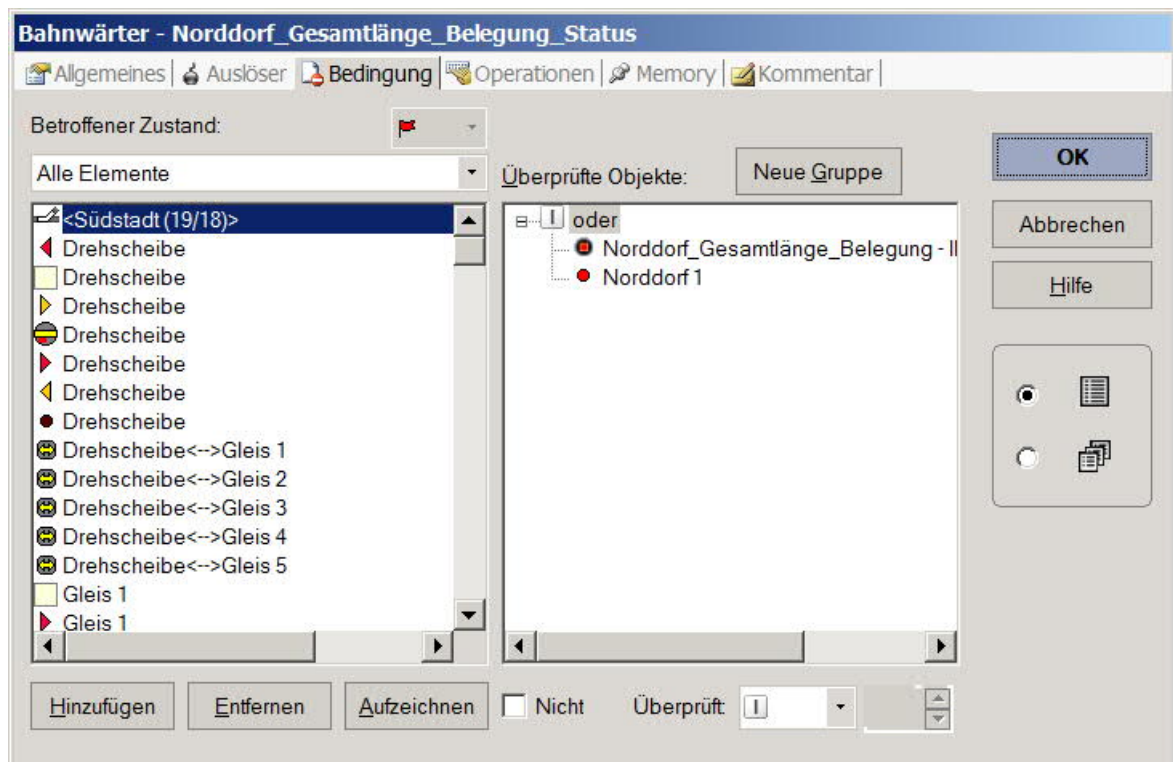 Bahnwärter - Norddorf_Gesamtlänge_Belegung_Status
Allgemeines Auslöser Bedingung Operationen Memory Kommentar
Betroffener Zustand:
Alle Elemente
<Südstadt (19/18)>
Drehscheibe
Drehscheibe
Drehscheibe
Drehscheibe
Drehscheibe
Drehscheibe
Drehscheibe
Drehscheibe<-->Gleis 1
Drehscheibe<-->Gleis 2
Drehscheibe<-->Gleis 3
Drehscheibe<-->Gleis 4
Drehscheibe<-->Gleis 5
Gleis 1
Gleis 1
Hinzufügen Entfernen Aufzeichnen
Überprüfte Objekte: Neue Gruppe
oder
Norddorf_Gesamtlänge_Belegung -
Norddorf 1
Nicht Überprüft:
OK
Abbrechen
Hilfe